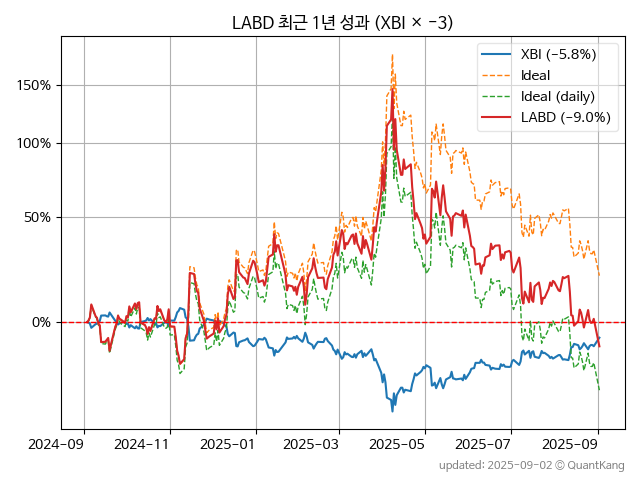 LABD 최근 1년 성과 (XBI × −3)
XBI (−5.8%)
Ideal
Ideal (daily)
LABD (−9.0%)
150%
100%
50%
0%
2024−09
2024−11
2025−01
2025−03
2025−05
2025−07
2025−09
updated: 2025-09-02 © QuantKang